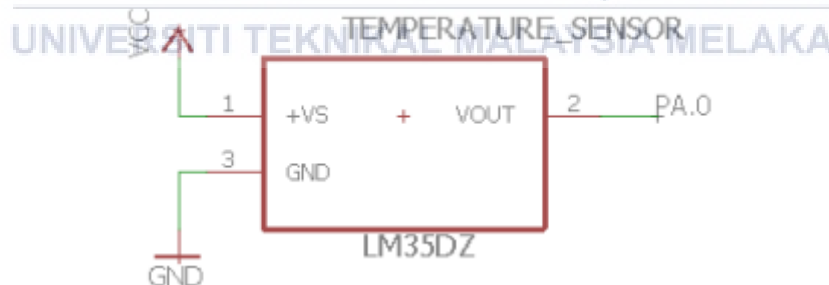 TEMPERATURE_SENSOR
UNIVERSITI TEKNIKAL MALAYSIA MELAKA
VCC
1 +VS VOUT 2 PA.0
3 GND
LM35DZ
GND